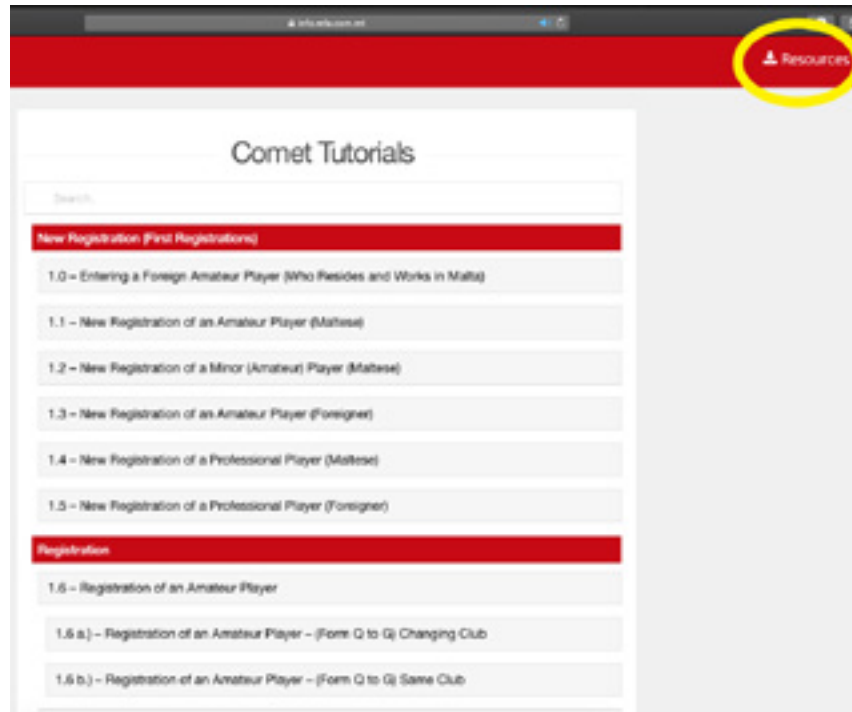 info.mfa.com.mt
Resources
Comet Tutorials
Search
New Registration (First Registrations)
1.0 – Entering a Foreign Amateur Player (Who Resides and Works in Malta)
1.1 – New Registration of an Amateur Player (Maltese)
1.2 – New Registration of a Minor (Amateur) Player (Maltese)
1.3 – New Registration of an Amateur Player (Foreigner)
1.4 – New Registration of a Professional Player (Maltese)
1.5 – New Registration of a Professional Player (Foreigner)
Registration
1.6 – Registration of an Amateur Player
1.6 a.) – Registration of an Amateur Player – (Form Q to G) Changing Club
1.6 b.) – Registration of an Amateur Player – (Form Q to G) Same Club